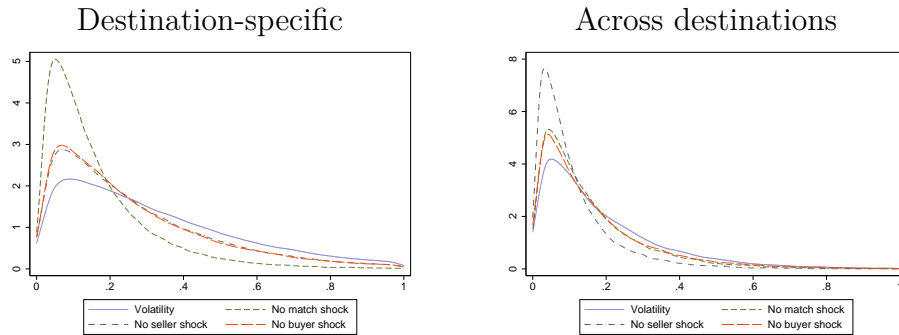 Destination-specific
5
4
3
2
1
0
0
.2
.4
.6
.8
1
Volatility
No match shock
No seller shock
No buyer shock
Across destinations
8
6
4
2
0
0
.2
.4
.6
.8
1
Volatility
No match shock
No seller shock
No buyer shock